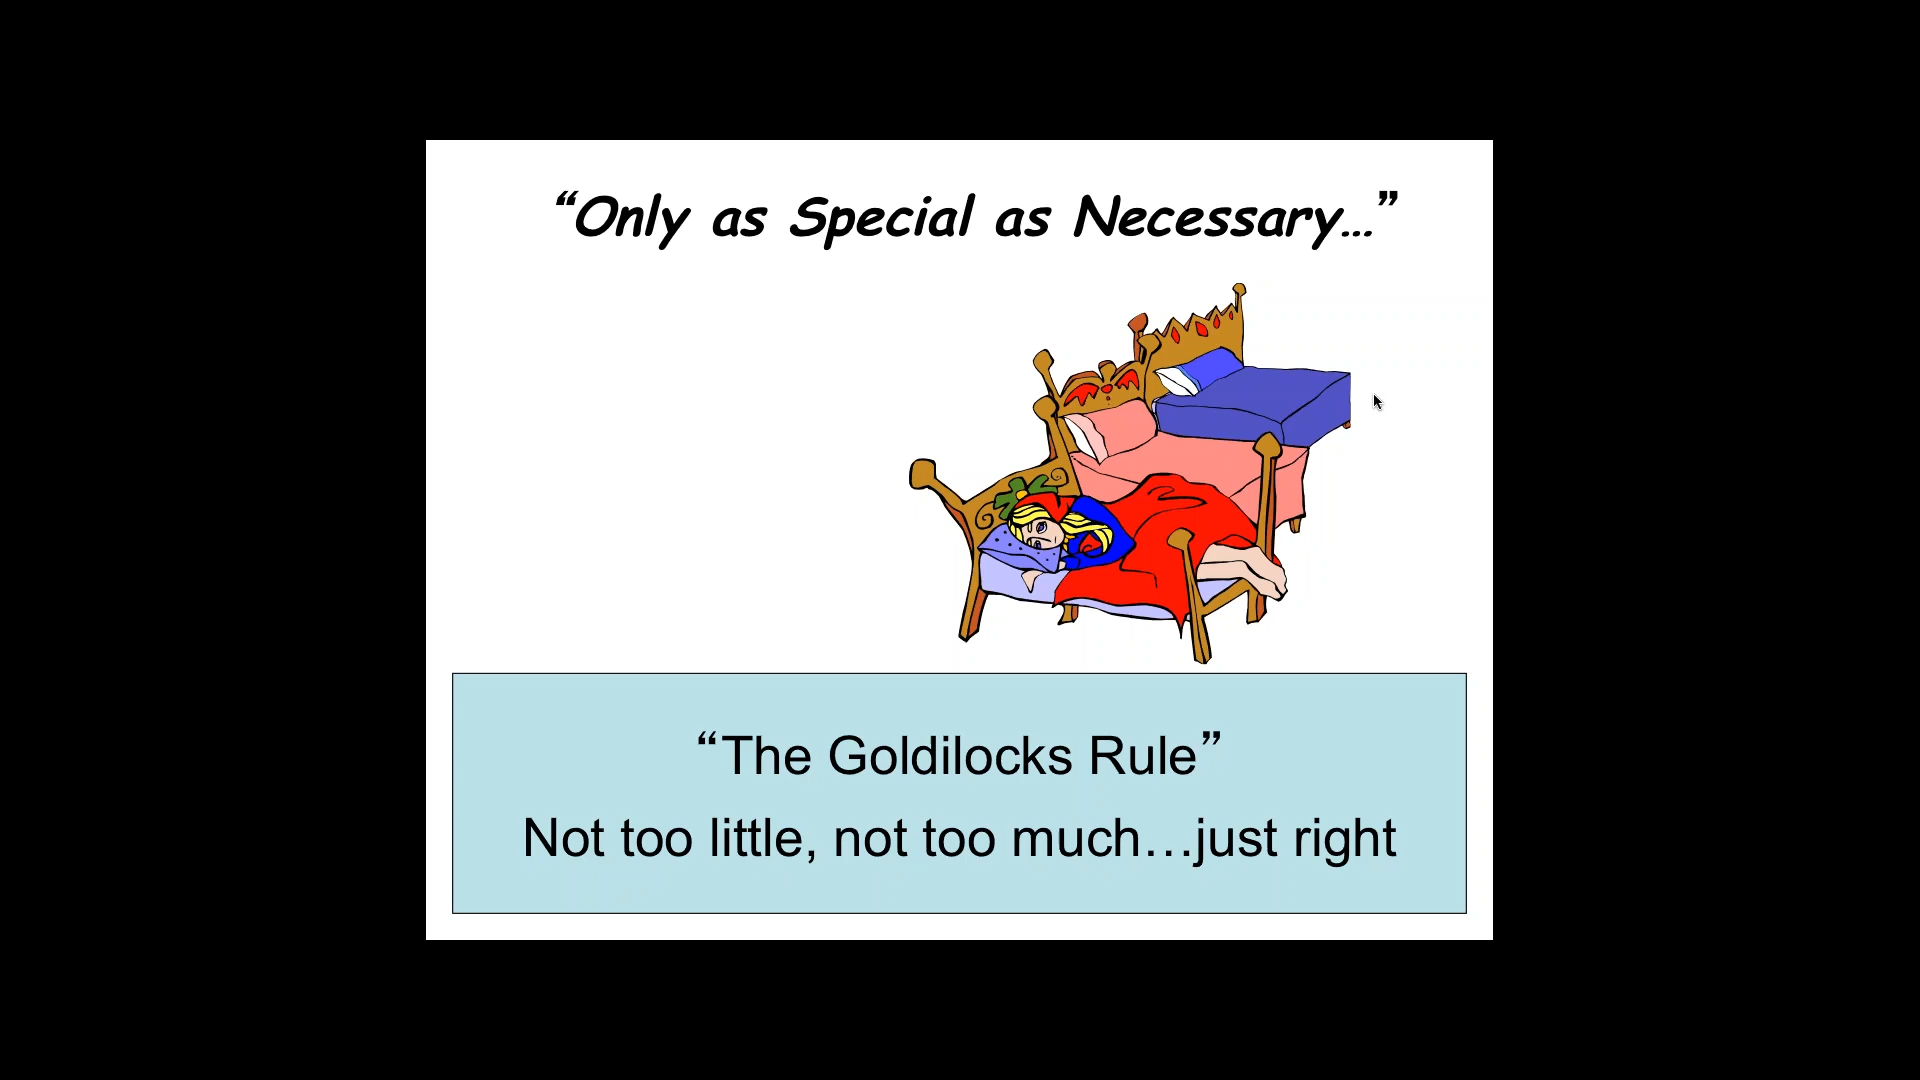 “Only as Special as Necessary…”
“The Goldilocks Rule”
Not too little, not too much…just right